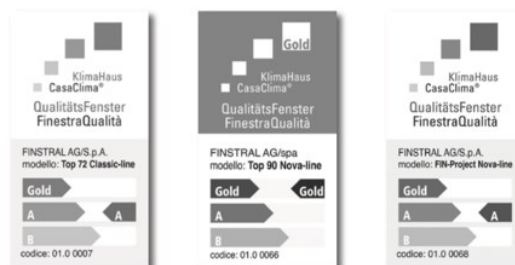 KlimaHaus
CasaClima®
QualitätsFenster
FinestraQualità
FINSTRAL AG/S.p.A.
modello: Top 72 Classic-line
Gold
A
A
B
codice: 01.0 0007
Gold
KlimaHaus
CasaClima®
QualitätsFenster
FinestraQualità
FINSTRAL AG/spa
modello: Top 90 Nova-line
Gold
Gold
A
B
codice: 01.0 0066
KlimaHaus
CasaClima®
QualitätsFenster
FinestraQualità
FINSTRAL AG/S.p.A.
modello: FIN-Project Nova-line
Gold
A
A
B
codice: 01.0 0068